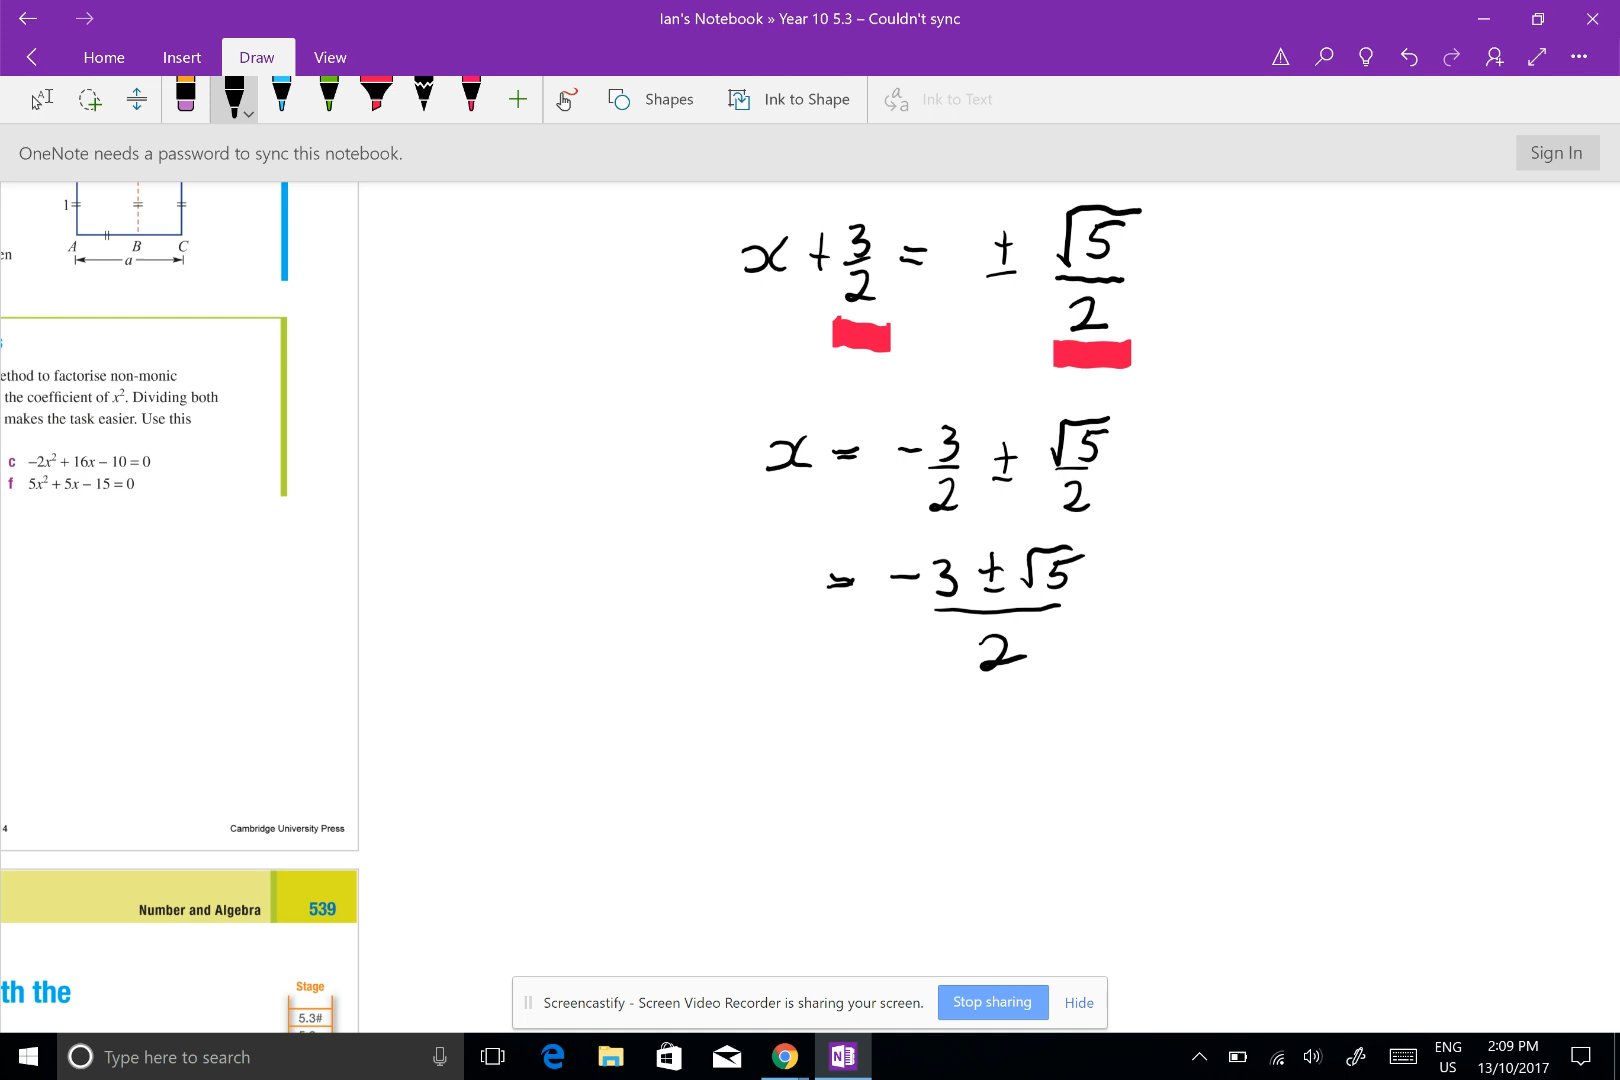 Ian's Notebook » Year 10 5.3 – Couldn't sync
Home Insert Draw View
Shapes Ink to Shape Ink to Text
OneNote needs a password to sync this notebook. Sign In
1
A B C
en
a
ethod to factorise non-monic
the coefficient of x². Dividing both
makes the task easier. Use this
c −2x² + 16x − 10 = 0
f 5x² + 5x − 15 = 0
4 Cambridge University Press
Number and Algebra 539
th the
Stage
5.3#
x + 3/2 = ± √5/2
x = - 3/2 ± √5/2
= -3 ± √5 / 2
Screencastify - Screen Video Recorder is sharing your screen. Stop sharing Hide
Type here to search
ENG
US
2:09 PM
13/10/2017